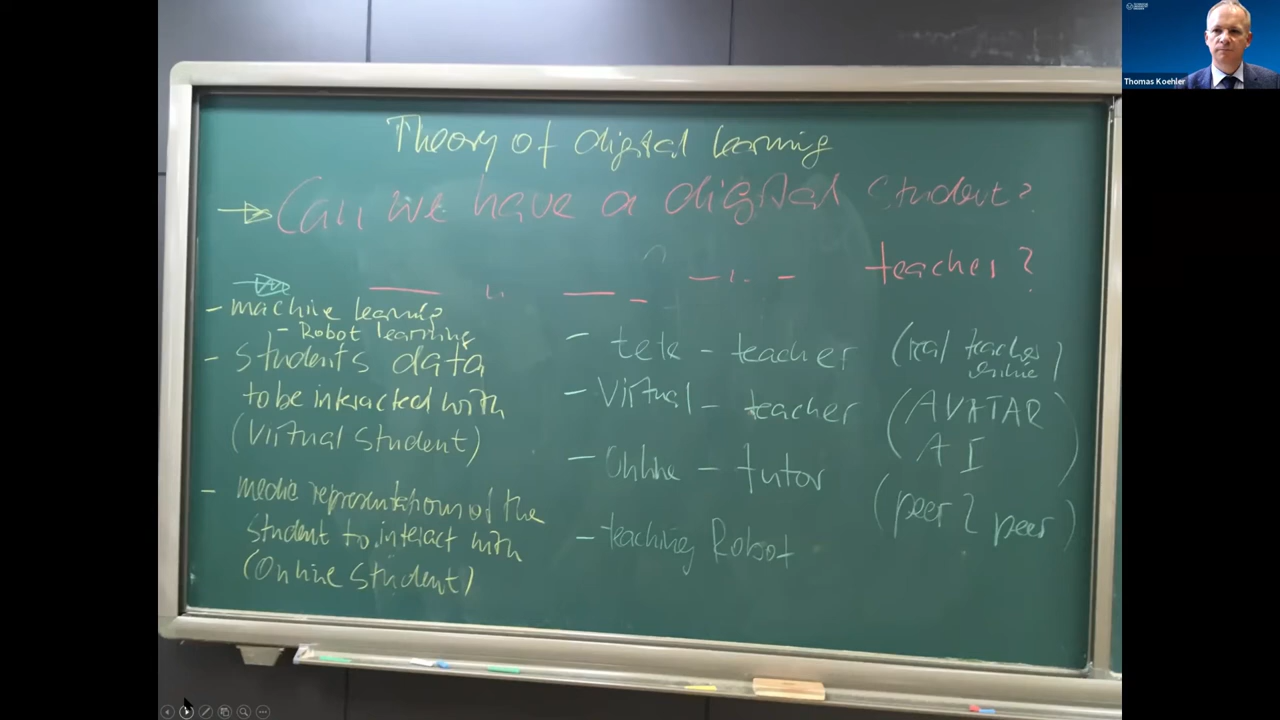 Theory of digital learning
Can we have a digital student?
teacher?
- machine learning
- Robot learning
- students data
to be interacted with
(Virtual student)
- media representations of the
student to interact with
(Online student)
- tele - teacher (real teacher
online)
- Virtual - teacher (AVATAR
AI)
- Online - tutor (peer 2 peer)
- teaching Robot
Thomas Koehler